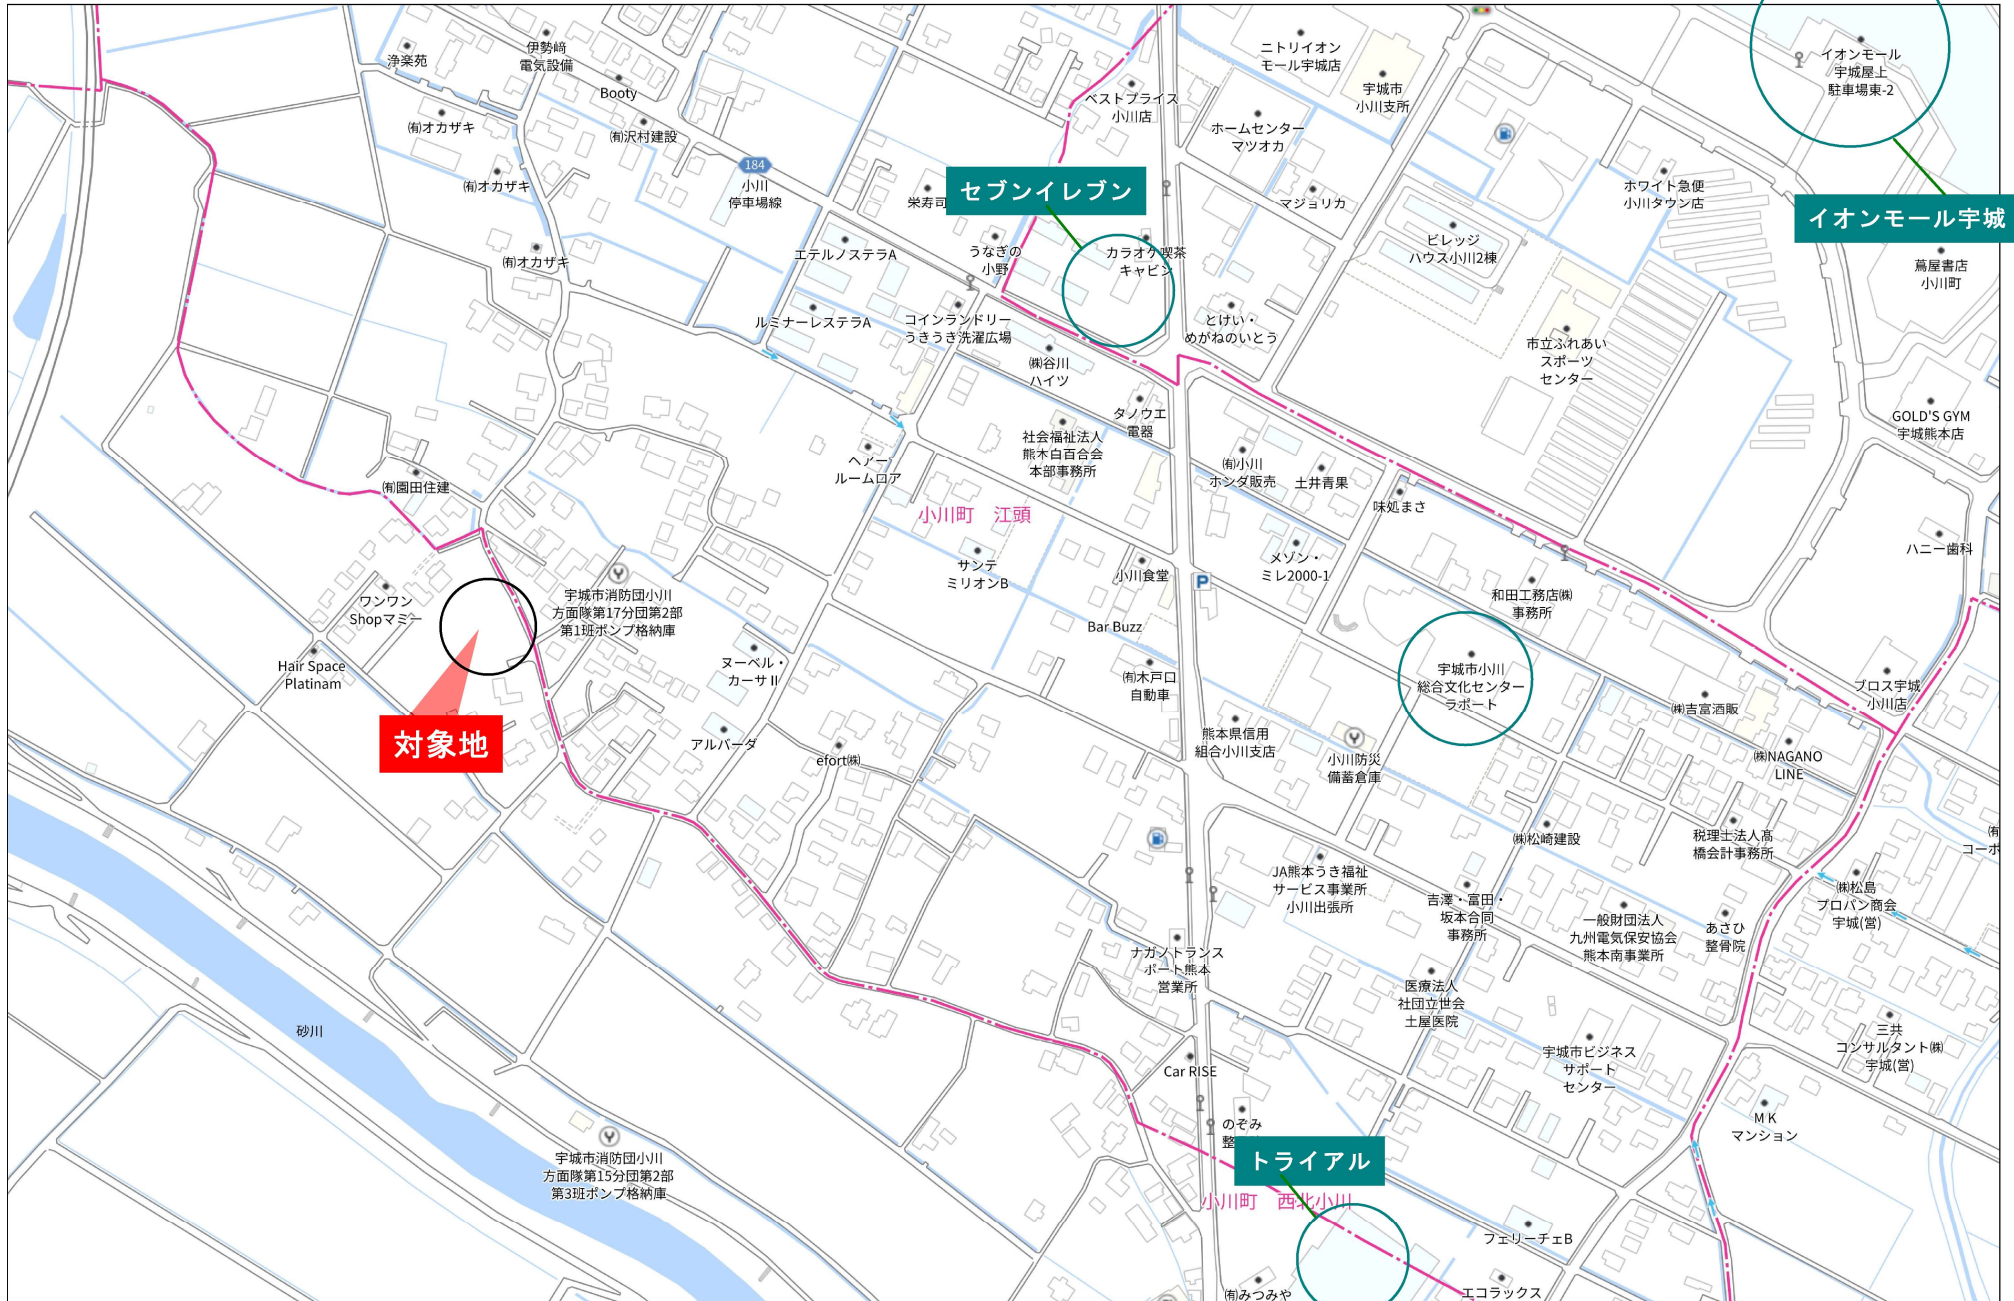 浄楽苑
伊勢﨑
電気設備
Booty
㈲オカザキ
㈲沢村建設
㈲オカザキ
184
小川
停車場線
㈲オカザキ
エテルノステラA
ルミナーレステラA
栄寿司
うなぎの
小野
コインランドリー
うきうき洗濯広場
セブンイレブン
カラオケ喫茶
キャビン
ベストプライス
小川店
ニトリイオン
モール宇城店
宇城市
小川支所
ホームセンター
マツオカ
マジョリカ
イオンモール
宇城屋上
駐車場東-2
イオンモール宇城
ホワイト急便
小川タウン店
蔦屋書店
小川町
ビレッジ
ハウス小川2棟
とけい・
めがねのいとう
市立ふれあい
スポーツ
センター
GOLD'S GYM
宇城熊本店
㈱谷川
ハイツ
タノウエ
電器
社会福祉法人
熊本白百合会
本部事務所
ヘアー
ルームロア
㈲小川
ホンダ販売
土井青果
味処まさ
㈲園田住建
小川町 江頭
サンテ
ミリオンB
小川食堂
P
メゾン・
ミレ2000-1
ハニー歯科
和田工務店㈱
事務所
ワンワン
Shopマミー
宇城市消防団小川
方面隊第17分団第2部
第1班ポンプ格納庫
Bar Buzz
Hair Space
Platinam
ヌーベル・
カーサⅡ
㈲木戸口
自動車
宇城市小川
総合文化センター
ラポート
ブロス宇城
小川店
㈱吉富酒販
対象地
アルバーダ
efort㈱
熊本県信用
組合小川支店
小川防災
備蓄倉庫
㈱NAGANO
LINE
㈱松崎建設
税理士法人髙
橋会計事務所
㈲
コーポ
JA熊本うき福祉
サービス事業所
小川出張所
吉澤・富田・
坂本合同
事務所
一般財団法人
九州電気保安協会
熊本南事業所
あさひ
整骨院
㈱松島
プロパン商会
宇城(営)
ナガノトランス
ポート熊本
営業所
医療法人
社団立世会
土屋医院
砂川
Car RISE
宇城市ビジネス
サポート
センター
三共
コンサルタント㈱
宇城(営)
のぞみ
整
MK
マンション
トライアル
宇城市消防団小川
方面隊第15分団第2部
第3班ポンプ格納庫
小川町 西北小川
フェリーチェB
㈲みつみや
エコラックス